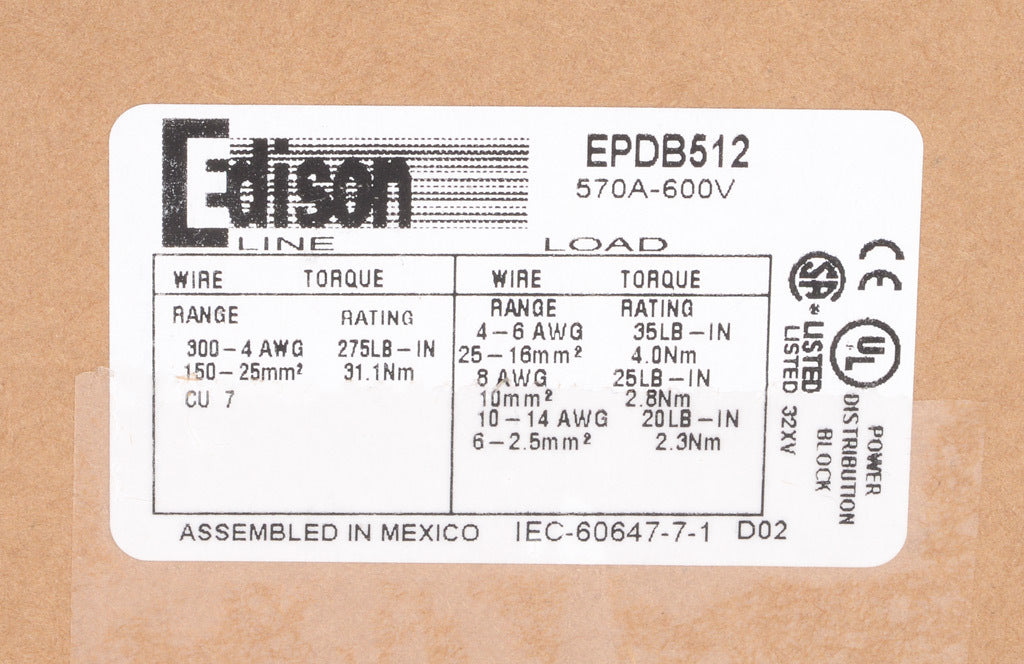 Edison
EPDB512
570A-600V
LINE
LOAD
WIRE TORQUE
RANGE RATING
300-4 AWG 275LB-IN
150-25mm² 31.1Nm
CU 7
WIRE TORQUE
RANGE RATING
4-6 AWG 35LB-IN
25-16mm² 4.0Nm
8 AWG 25LB-IN
10mm² 2.8Nm
10-14 AWG 20LB-IN
6-2.5mm² 2.3Nm
CE
SA * LISTED
LISTED 32XV
UL
POWER
DISTRIBUTION
BLOCK
ASSEMBLED IN MEXICO IEC-60647-7-1 D02